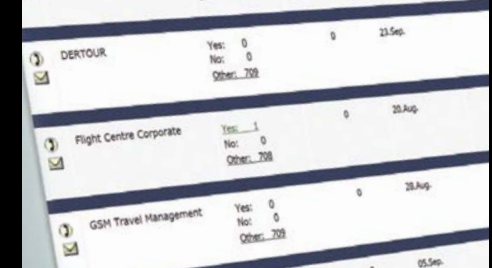 DERTOUR Yes: 0 0 23.Sep.
No: 0
Other: 709
Flight Centre Corporate Yes: 1 0 20.Aug.
No: 0
Other: 708
GSM Travel Management Yes: 0 0 28.Aug.
No: 0
Other: 709
05.Sep.